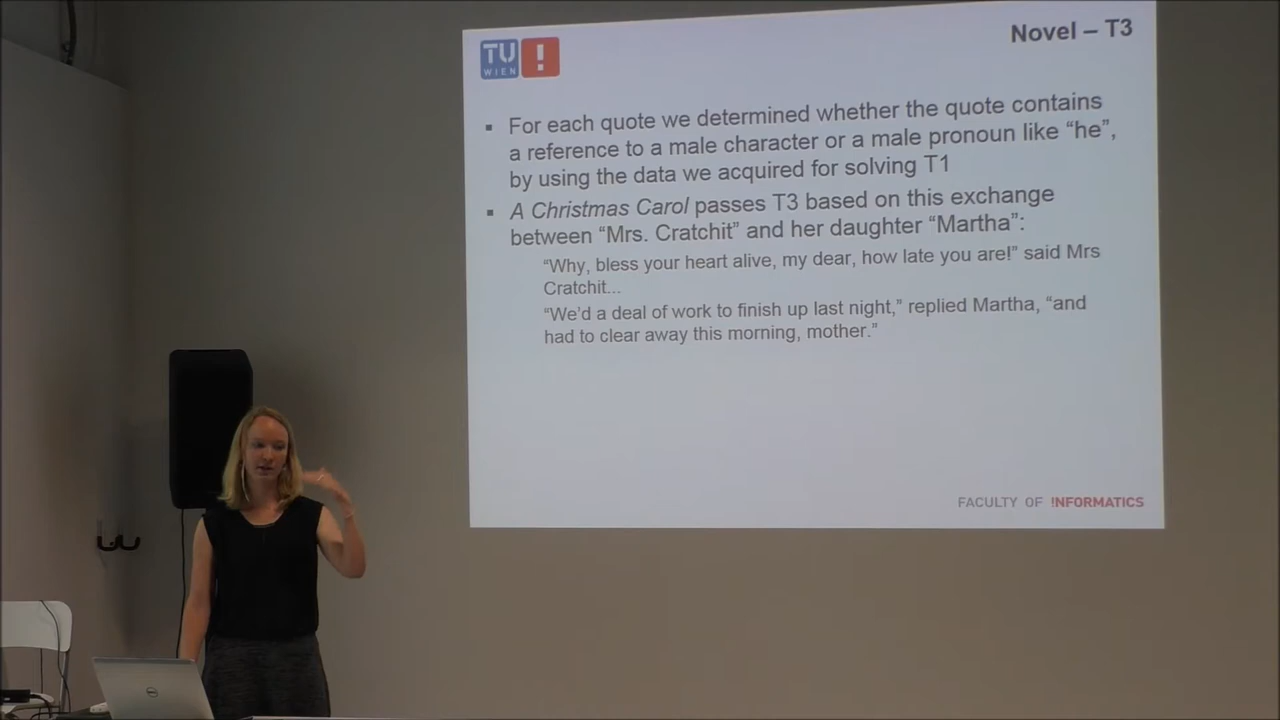 TU
WIEN
!
Novel – T3
▪ For each quote we determined whether the quote contains
a reference to a male character or a male pronoun like “he”,
by using the data we acquired for solving T1
▪ A Christmas Carol passes T3 based on this exchange
between “Mrs. Cratchit” and her daughter “Martha”:
“Why, bless your heart alive, my dear, how late you are!” said Mrs
Cratchit...
“We’d a deal of work to finish up last night,” replied Martha, “and
had to clear away this morning, mother.”
FACULTY OF !NFORMATICS
DELL